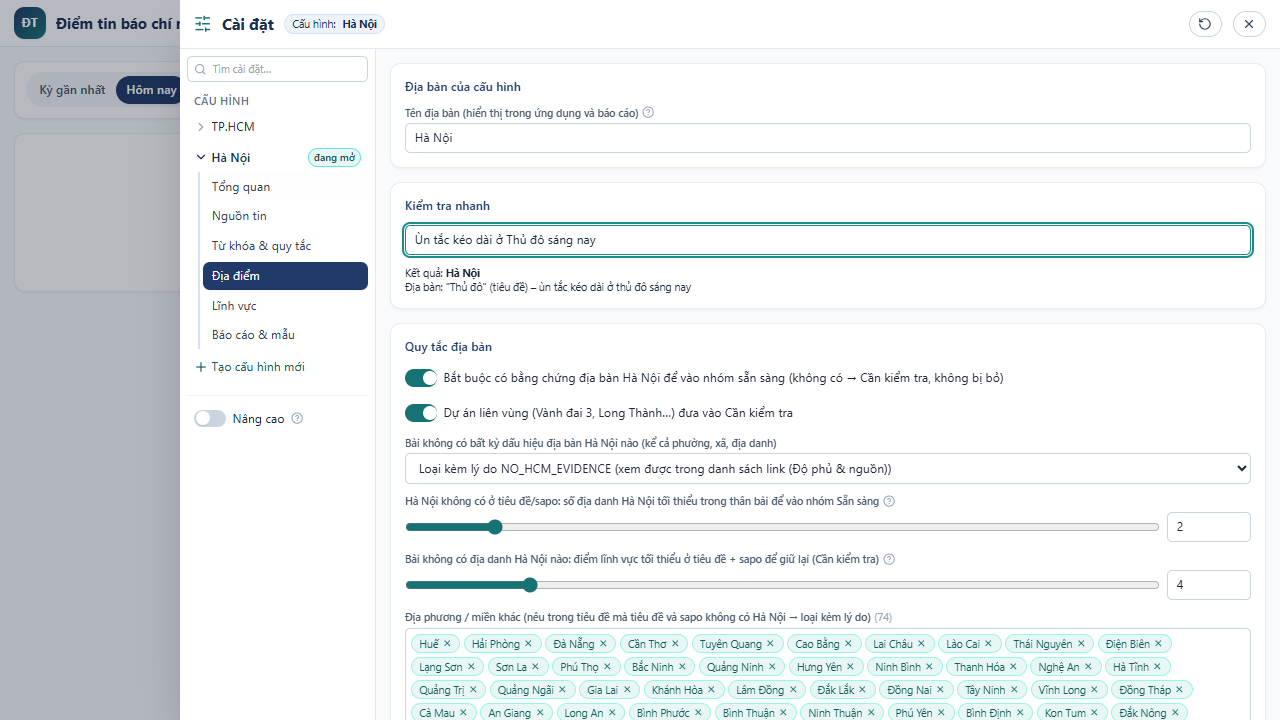 ĐT Điểm tin báo chí
Kỳ gần nhất Hôm nay
Cài đặt Cấu hình: Hà Nội
Tìm cài đặt...
CẤU HÌNH
TP.HCM
Hà Nội đang mở
Tổng quan
Nguồn tin
Từ khóa & quy tắc
Địa điểm
Lĩnh vực
Báo cáo & mẫu
Tạo cấu hình mới
Nâng cao
Địa bàn của cấu hình
Tên địa bàn (hiển thị trong ứng dụng và báo cáo)
Hà Nội
Kiểm tra nhanh
Ùn tắc kéo dài ở Thủ đô sáng nay
Kết quả: Hà Nội
Địa bàn: "Thủ đô" (tiêu đề) – ùn tắc kéo dài ở thủ đô sáng nay
Quy tắc địa bàn
Bắt buộc có bằng chứng địa bàn Hà Nội để vào nhóm sẵn sàng (không có → Cần kiểm tra, không bị bỏ)
Dự án liên vùng (Vành đai 3, Long Thành...) đưa vào Cần kiểm tra
Bài không có bất kỳ dấu hiệu địa bàn Hà Nội nào (kể cả phường, xã, địa danh)
Loại kèm lý do NO_HCM_EVIDENCE (xem được trong danh sách link (Độ phủ & nguồn))
Hà Nội không có ở tiêu đề/sapo: số địa danh Hà Nội tối thiểu trong thân bài để vào nhóm Sẵn sàng
2
Bài không có địa danh Hà Nội nào: điểm lĩnh vực tối thiểu ở tiêu đề + sapo để giữ lại (Cần kiểm tra)
4
Địa phương / miền khác (nêu trong tiêu đề mà tiêu đề và sapo không có Hà Nội → loại kèm lý do) (74)
Huế ✕ Hải Phòng ✕ Đà Nẵng ✕ Cần Thơ ✕ Tuyên Quang ✕ Cao Bằng ✕ Lai Châu ✕ Lào Cai ✕ Thái Nguyên ✕ Điện Biên ✕
Lạng Sơn ✕ Sơn La ✕ Phú Thọ ✕ Bắc Ninh ✕ Quảng Ninh ✕ Hưng Yên ✕ Ninh Bình ✕ Thanh Hóa ✕ Nghệ An ✕ Hà Tĩnh ✕
Quảng Trị ✕ Quảng Ngãi ✕ Gia Lai ✕ Khánh Hòa ✕ Lâm Đồng ✕ Đắk Lắk ✕ Đồng Nai ✕ Tây Ninh ✕ Vĩnh Long ✕ Đồng Tháp ✕
Cà Mau ✕ An Giang ✕ Long An ✕ Bình Phước ✕ Bình Thuận ✕ Ninh Thuận ✕ Phú Yên ✕ Bình Định ✕ Kon Tum ✕ Đắk Nông ✕